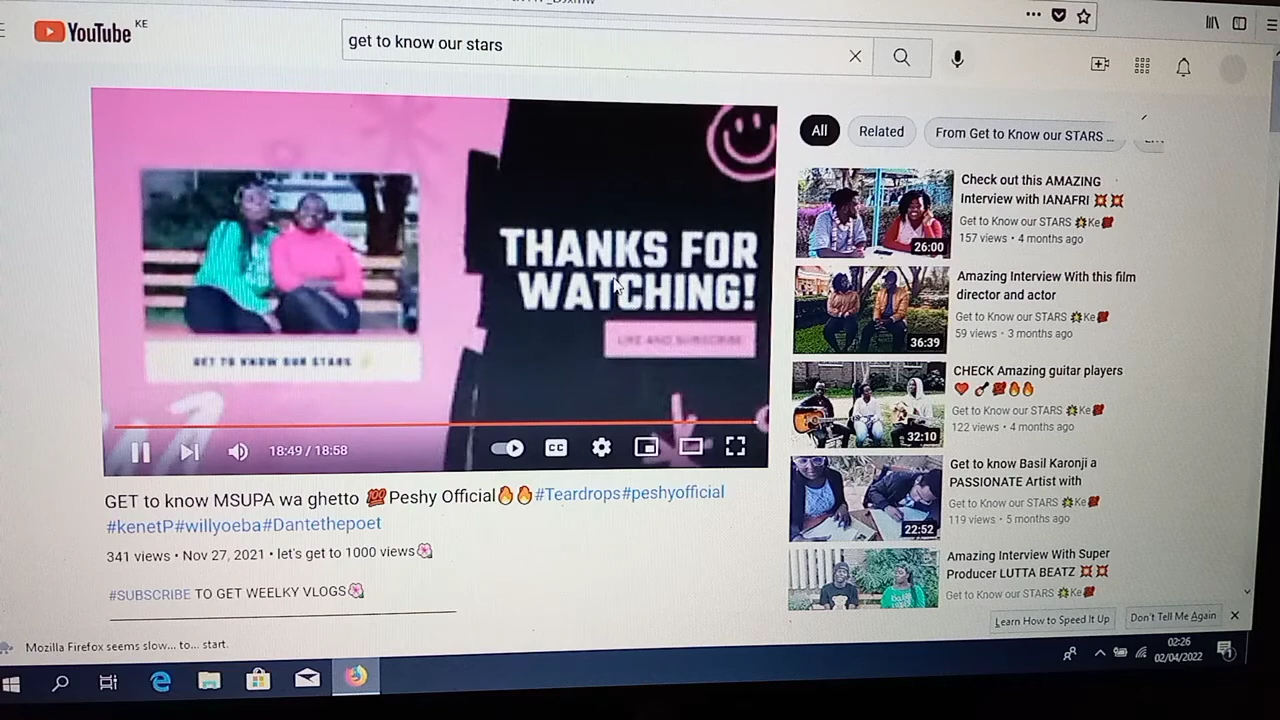 YouTube KE
get to know our stars
THANKS FOR
WATCHING!
LIKE AND SUBSCRIBE
GET TO KNOW OUR STARS
18:49 / 18:58
CC
GET to know MSUPA wa ghetto 💯 Peshy Official🔥🔥#Teardrops#peshyofficial
#kenetP#willyoeba#Dantethepoet
341 views • Nov 27, 2021 • let's get to 1000 views🌸
#SUBSCRIBE TO GET WEELKY VLOGS🌸
All
Related
From Get to Know our STARS ...
26:00
Check out this AMAZING
Interview with IANAFRI 💥💥
Get to Know our STARS 🌟Ke💯
157 views • 4 months ago
36:39
Amazing Interview With this film
director and actor
Get to Know our STARS 🌟Ke💯
59 views • 3 months ago
32:10
CHECK Amazing guitar players
❤️🎸💯🔥🔥
Get to Know our STARS 🌟Ke💯
122 views • 4 months ago
22:52
Get to know Basil Karonji a
PASSIONATE Artist with
Get to Know our STARS 🌟Ke💯
119 views • 5 months ago
Amazing Interview With Super
Producer LUTTA BEATZ 💥💥
Get to Know our STARS 🌟Ke💯
Mozilla Firefox seems slow... to... start.
Learn How to Speed It Up
Don't Tell Me Again
02:26
02/04/2022
1